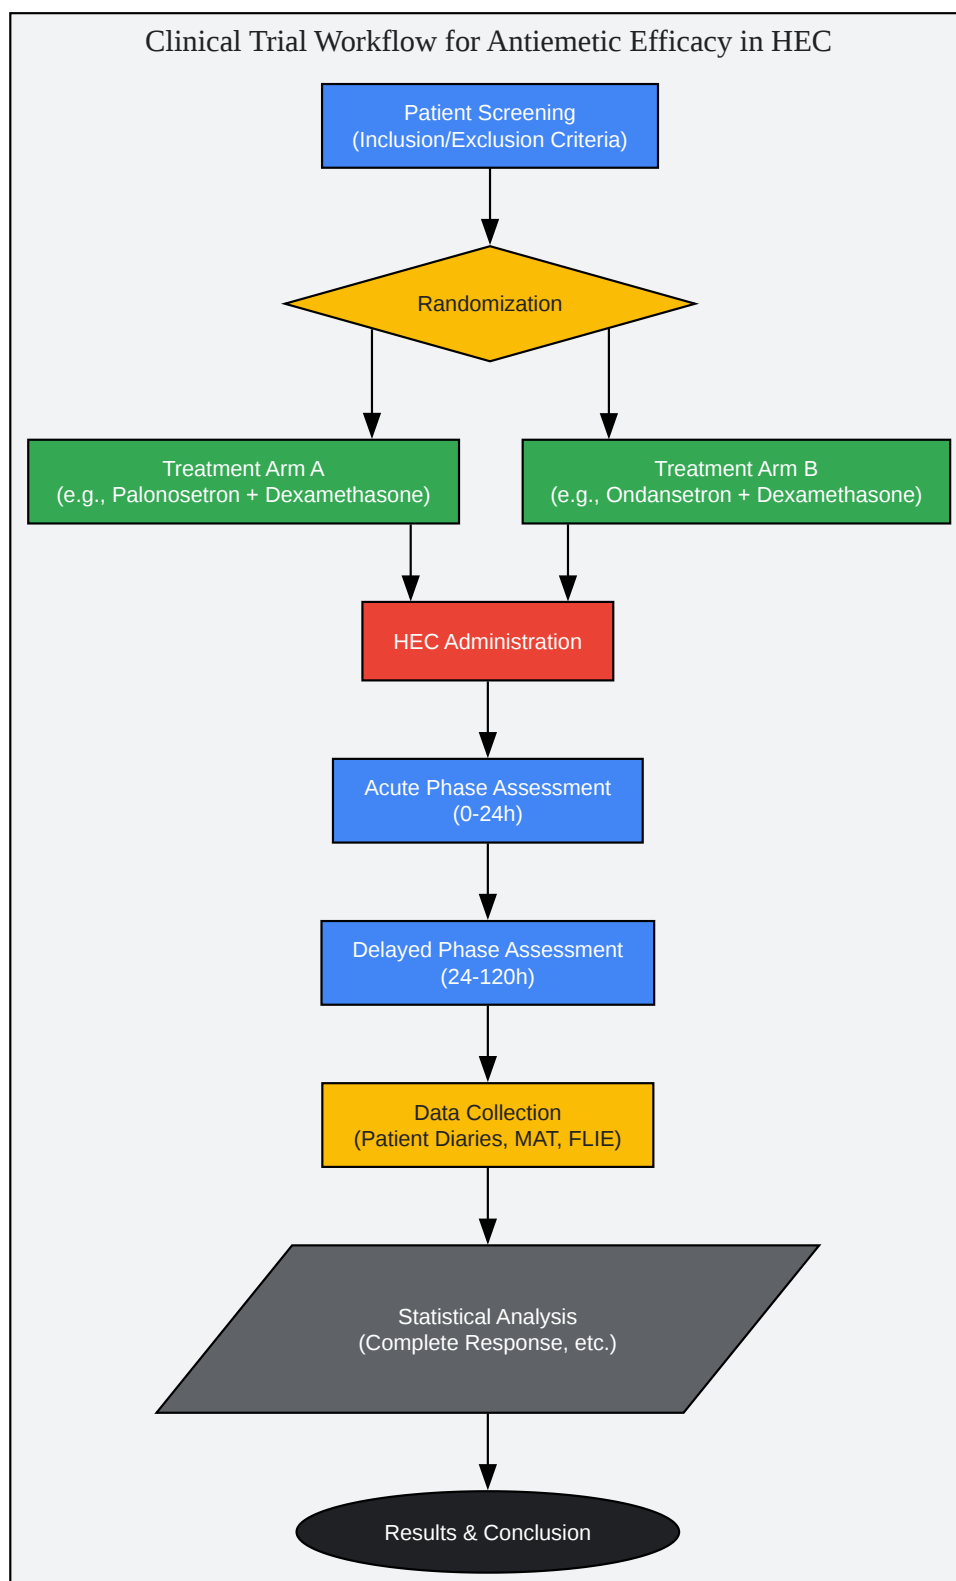 Clinical Trial Workflow for Antiemetic Efficacy in HEC
Patient Screening
(Inclusion/Exclusion Criteria)
Randomization
Treatment Arm A
(e.g., Palonosetron + Dexamethasone)
Treatment Arm B
(e.g., Ondansetron + Dexamethasone)
HEC Administration
Acute Phase Assessment
(0-24h)
Delayed Phase Assessment
(24-120h)
Data Collection
(Patient Diaries, MAT, FLIE)
Statistical Analysis
(Complete Response, etc.)
Results & Conclusion